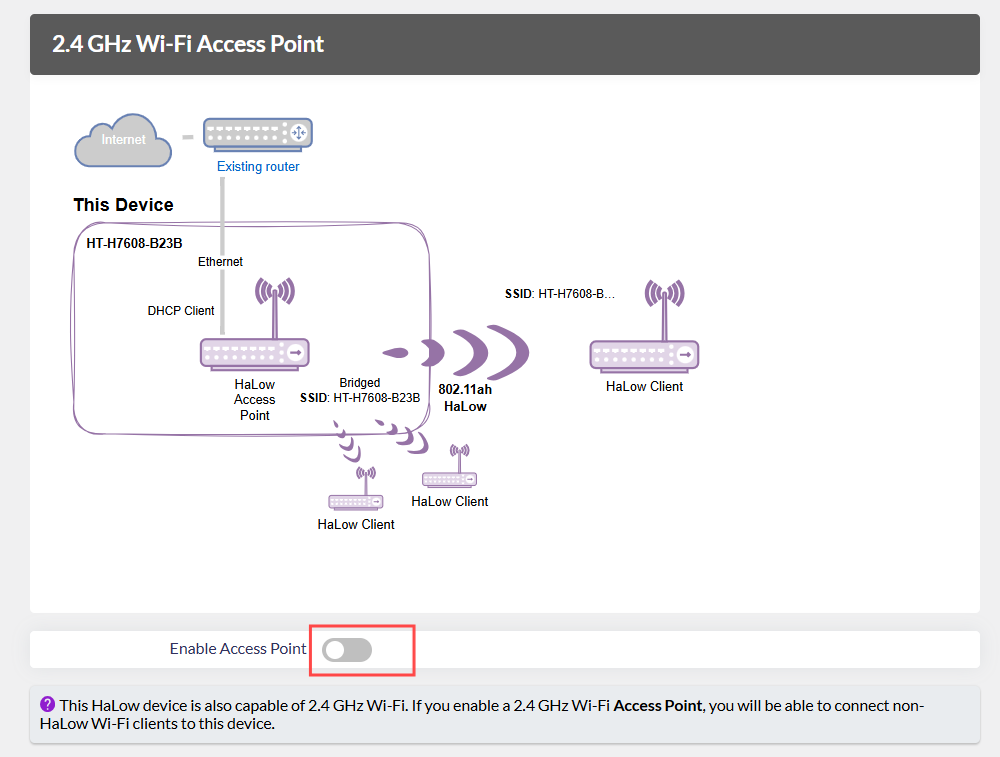 2.4 GHz Wi-Fi Access Point
Internet
Existing router
This Device
HT-H7608-B23B
Ethernet
DHCP Client
SSID: HT-H7608-B...
HaLow
Access
Point
Bridged
SSID: HT-H7608-B23B
802.11ah
HaLow
HaLow Client
HaLow Client
HaLow Client
Enable Access Point
? This HaLow device is also capable of 2.4 GHz Wi-Fi. If you enable a 2.4 GHz Wi-Fi Access Point, you will be able to connect non-
HaLow Wi-Fi clients to this device.